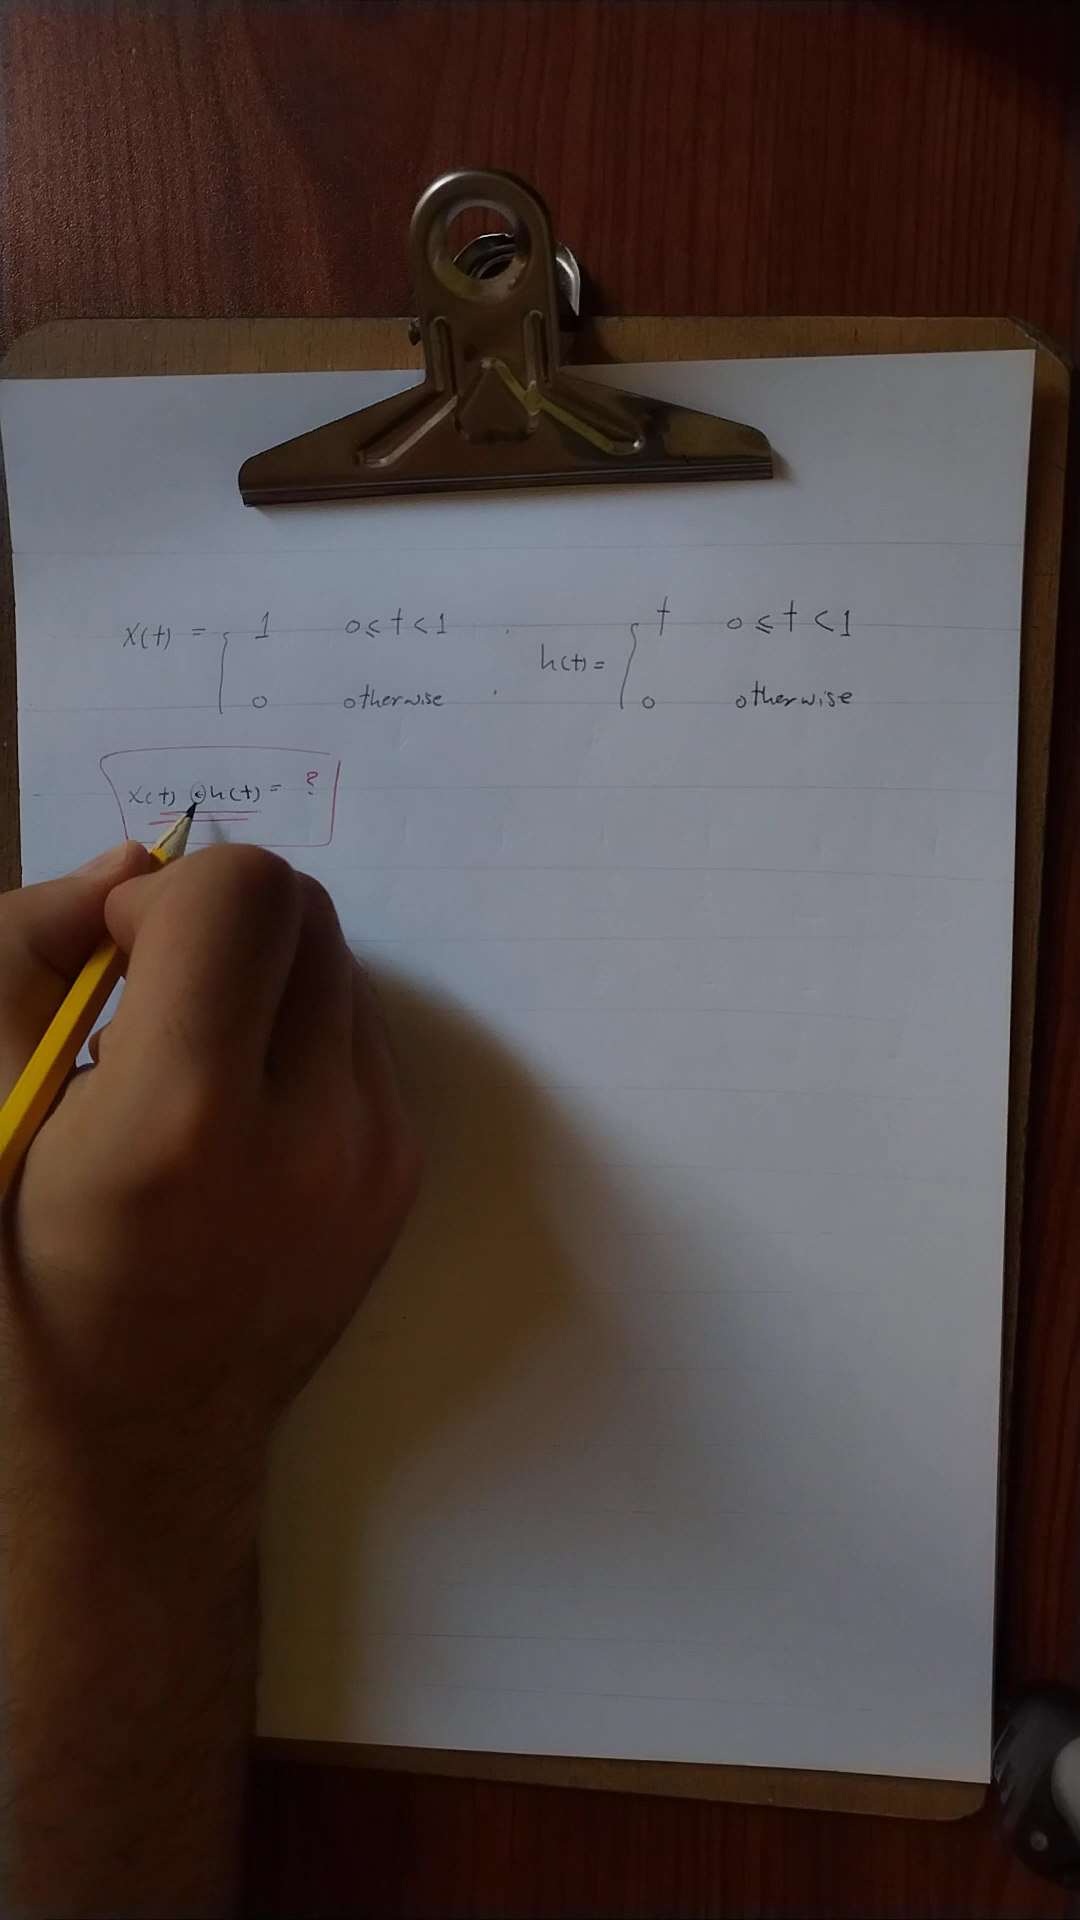 x(t) = { 1 0 ≤ t < 1
0 otherwise
h(t) = { t 0 ≤ t < 1
0 otherwise
x(t) h(t) = ?